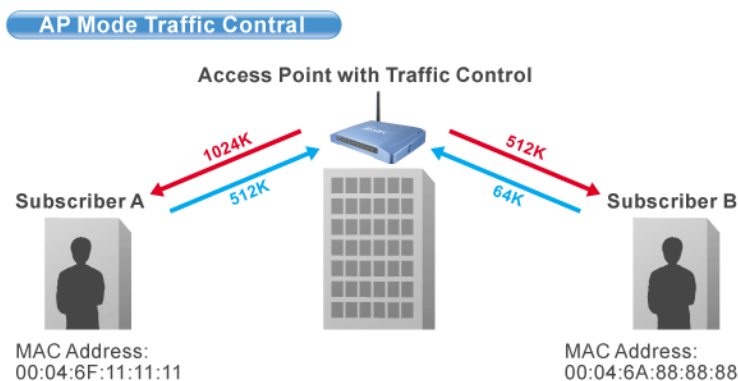 AP Mode Traffic Contral
Access Point with Traffic Control
1024K
512K
512K
64K
Subscriber A
Subscriber B
MAC Address:
00:04:6F:11:11:11
MAC Address:
00:04:6A:88:88:88